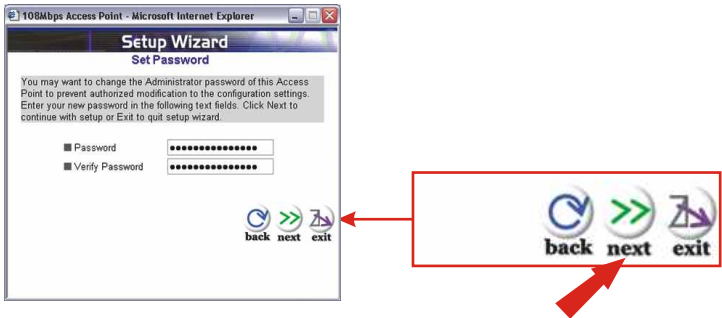 108Mbps Access Point - Microsoft Internet Explorer
Setup Wizard
Set Password
You may want to change the Administrator password of this Access
Point to prevent authorized modification to the configuration settings.
Enter your new password in the following text fields. Click Next to
continue with setup or Exit to quit setup wizard.
Password ●●●●●●●●●●●●●●●
Verify Password ●●●●●●●●●●●●●●●
back next exit
back next exit